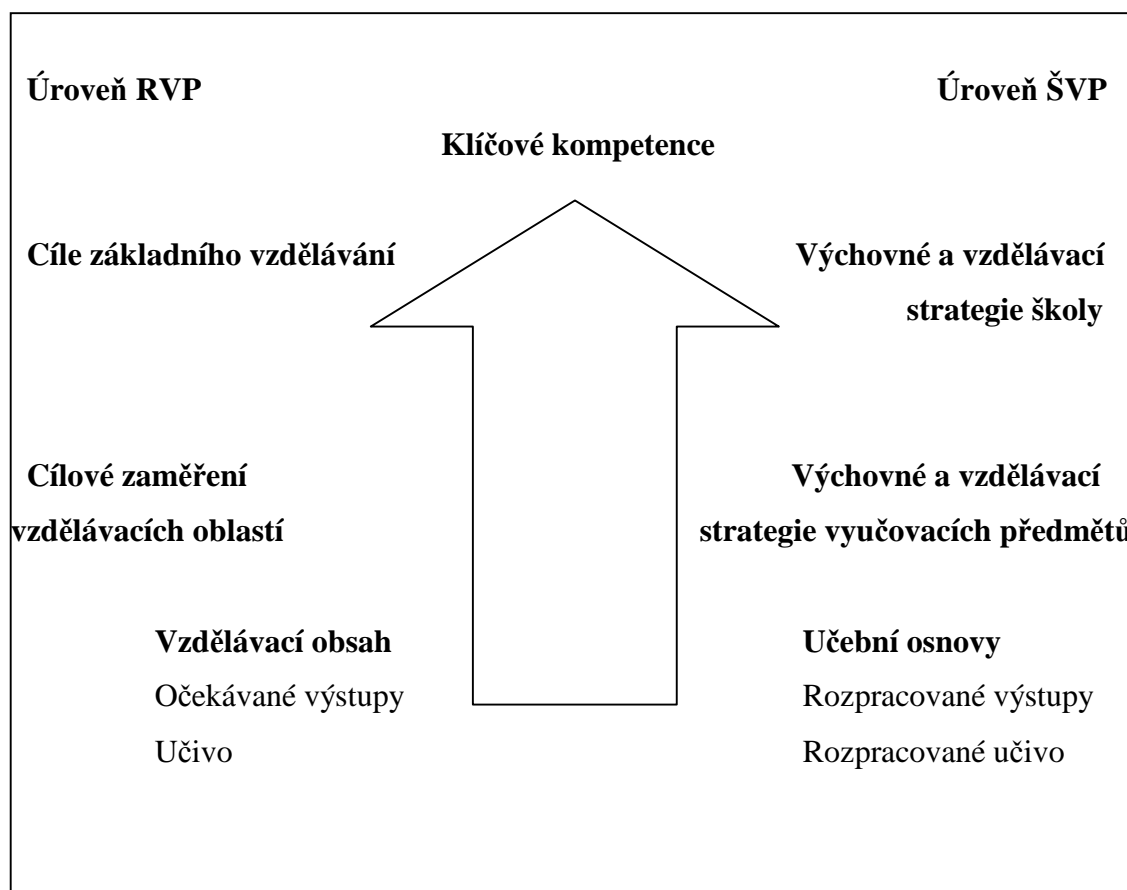 Úroveň RVP
Úroveň ŠVP
Klíčové kompetence
Cíle základního vzdělávání
Výchovné a vzdělávací
strategie školy
Cílové zaměření
vzdělávacích oblastí
Výchovné a vzdělávací
strategie vyučovacích předmětů
Vzdělávací obsah
Očekávané výstupy
Učivo
Učební osnovy
Rozpracované výstupy
Rozpracované učivo